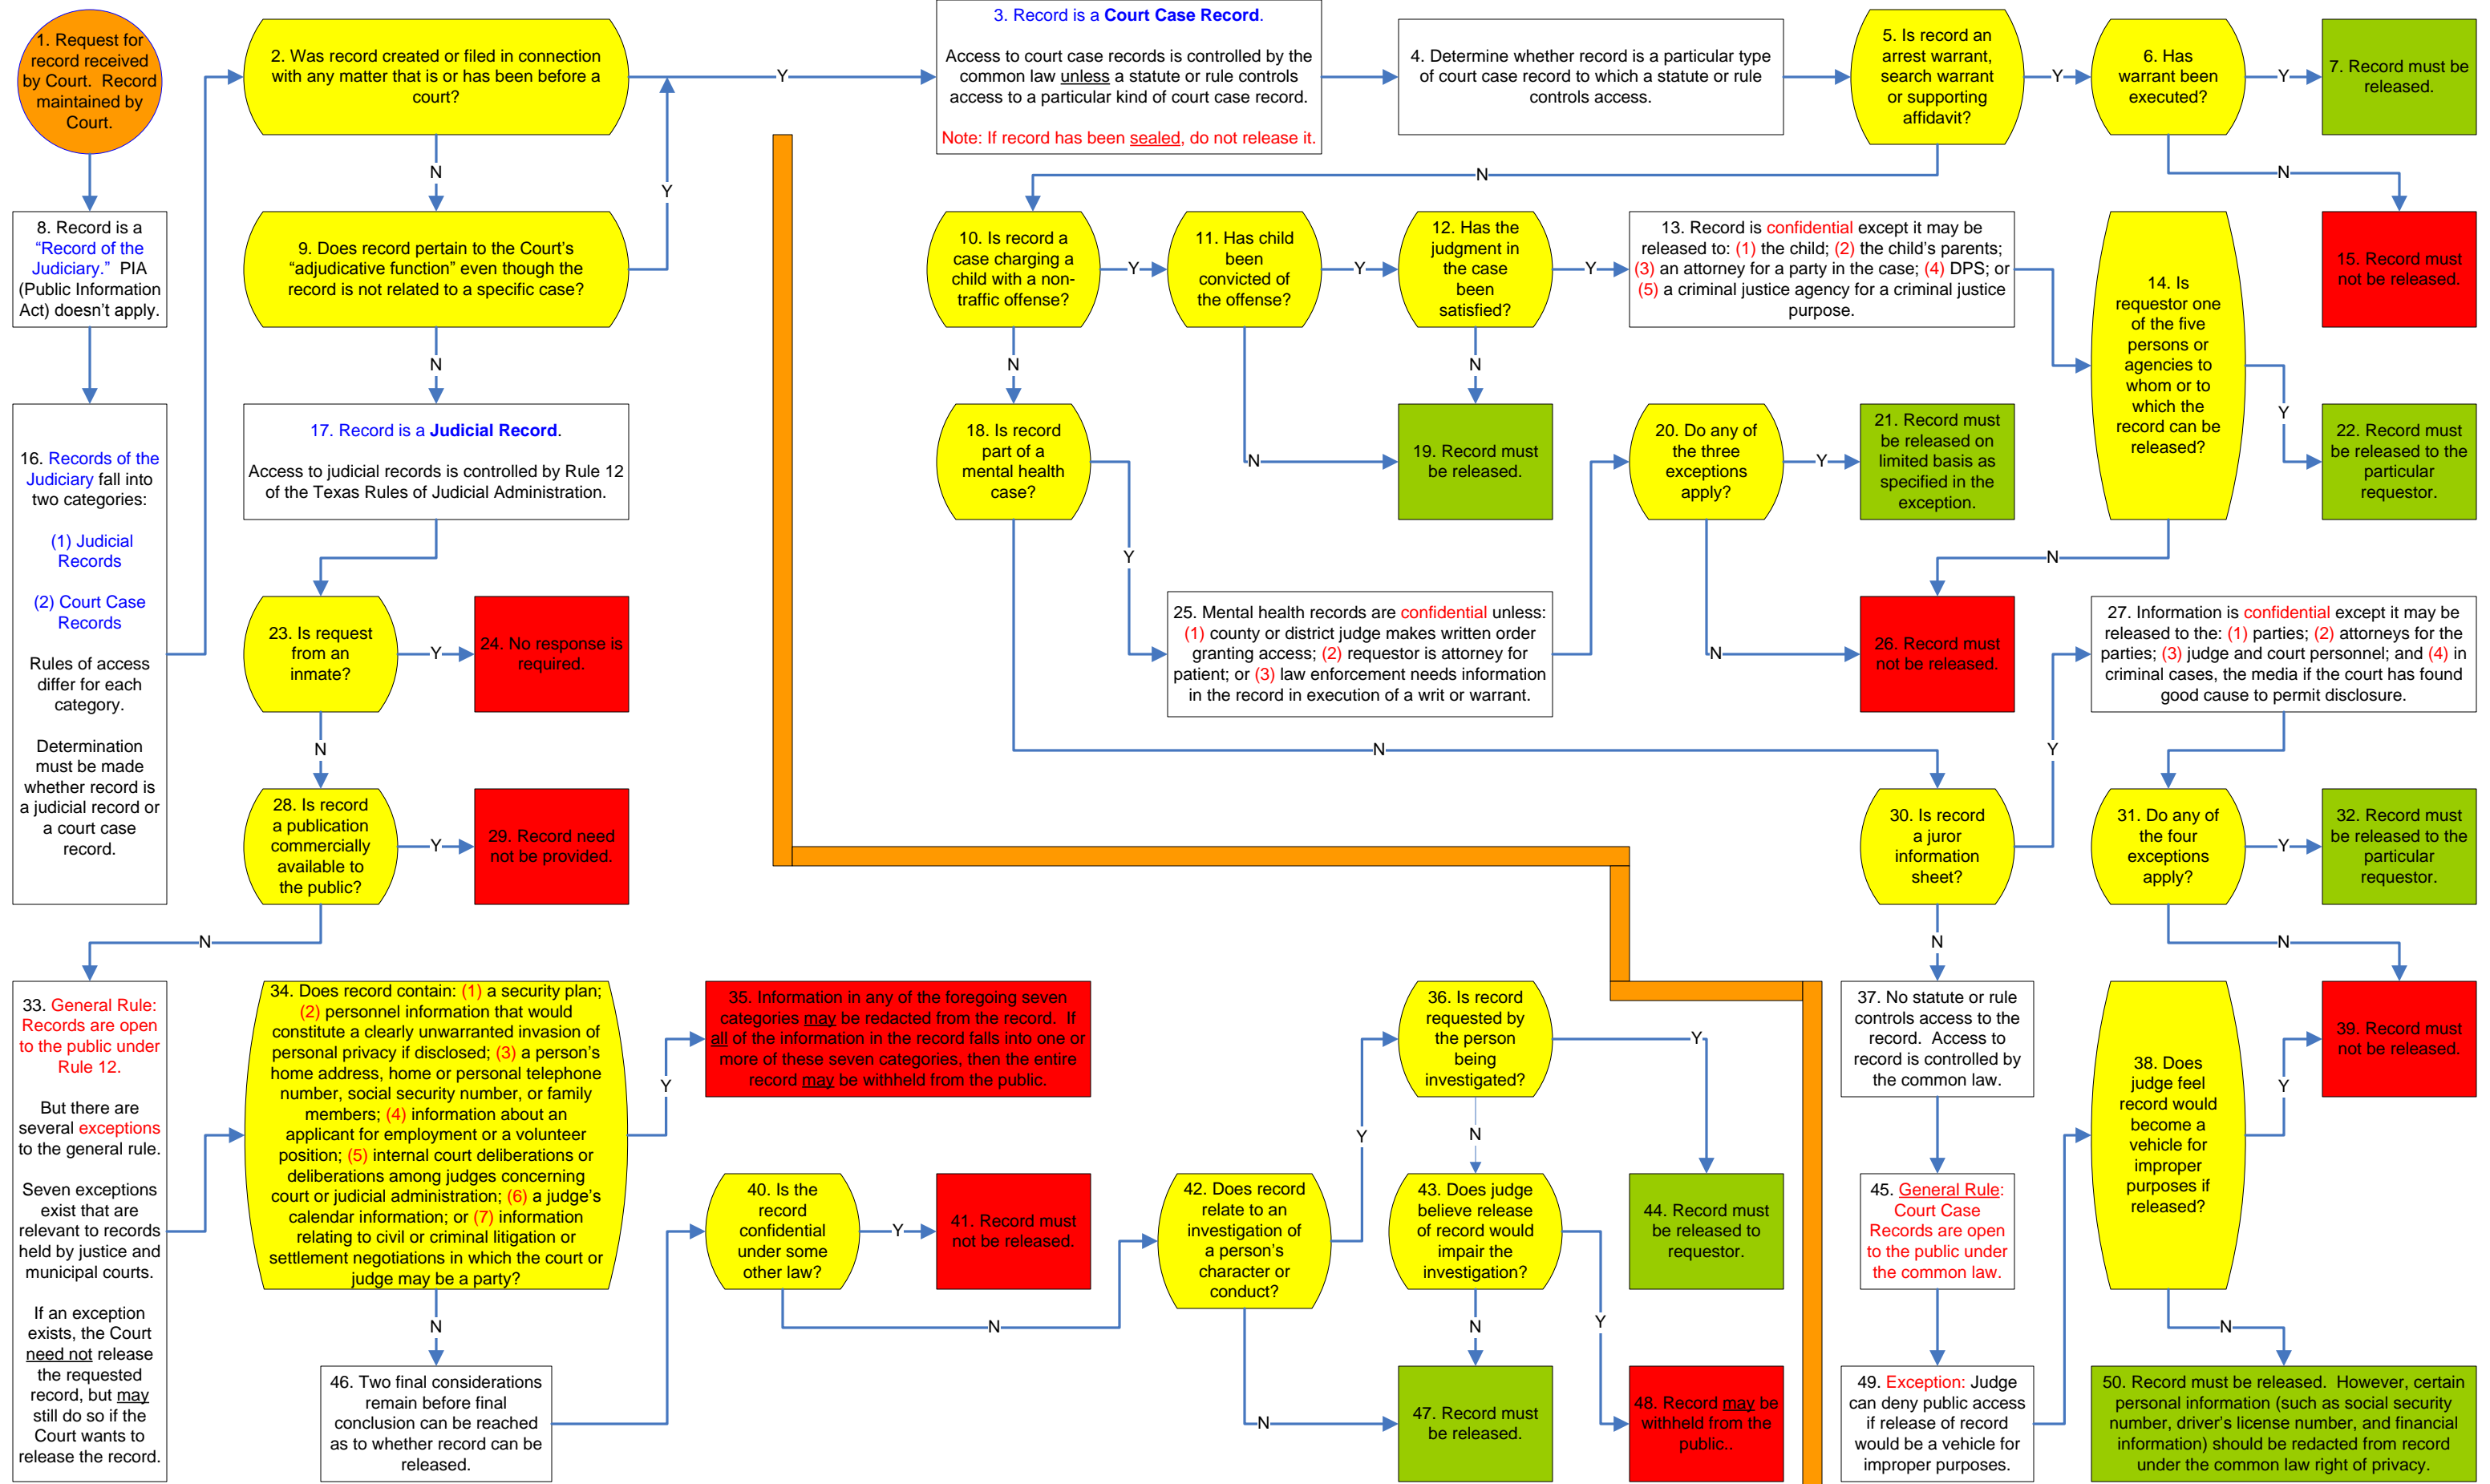 1. Request for
record received
by Court. Record
maintained by
Court.
2. Was record created or filed in connection
with any matter that is or has been before a
court?
Y
3. Record is a Court Case Record.
Access to court case records is controlled by the
common law unless a statute or rule controls
access to a particular kind of court case record.
Note: If record has been sealed, do not release it.
4. Determine whether record is a particular type
of court case record to which a statute or rule
controls access.
5. Is record an
arrest warrant,
search warrant
or supporting
affidavit?
Y
6. Has
warrant been
executed?
Y
7. Record must be
released.
N
Y
N
N
8. Record is a
“Record of the
Judiciary.” PIA
(Public Information
Act) doesn’t apply.
9. Does record pertain to the Court’s
“adjudicative function” even though the
record is not related to a specific case?
10. Is record a
case charging a
child with a non-
traffic offense?
Y
11. Has child
been
convicted of
the offense?
Y
12. Has the
judgment in
the case
been
satisfied?
Y
13. Record is confidential except it may be
released to: (1) the child; (2) the child’s parents;
(3) an attorney for a party in the case; (4) DPS; or
(5) a criminal justice agency for a criminal justice
purpose.
14. Is
requestor one
of the five
persons or
agencies to
whom or to
which the
record can be
released?
15. Record must
not be released.
N
N
N
N
Y
16. Records of the
Judiciary fall into
two categories:
(1) Judicial
Records
(2) Court Case
Records
Rules of access
differ for each
category.
Determination
must be made
whether record is
a judicial record or
a court case
record.
17. Record is a Judicial Record.
Access to judicial records is controlled by Rule 12
of the Texas Rules of Judicial Administration.
18. Is record
part of a
mental health
case?
19. Record must
be released.
20. Do any of
the three
exceptions
apply?
Y
21. Record must
be released on
limited basis as
specified in the
exception.
22. Record must
be released to the
particular
requestor.
Y
N
23. Is request
from an
inmate?
Y
24. No response is
required.
25. Mental health records are confidential unless:
(1) county or district judge makes written order
granting access; (2) requestor is attorney for
patient; or (3) law enforcement needs information
in the record in execution of a writ or warrant.
N
26. Record must
not be released.
27. Information is confidential except it may be
released to the: (1) parties; (2) attorneys for the
parties; (3) judge and court personnel; and (4) in
criminal cases, the media if the court has found
good cause to permit disclosure.
N
N
Y
28. Is record
a publication
commercially
available to
the public?
Y
29. Record need
not be provided.
30. Is record
a juror
information
sheet?
31. Do any of
the four
exceptions
apply?
Y
32. Record must
be released to the
particular
requestor.
N
N
N
33. General Rule:
Records are open
to the public under
Rule 12.
But there are
several exceptions
to the general rule.
Seven exceptions
exist that are
relevant to records
held by justice and
municipal courts.
If an exception
exists, the Court
need not release
the requested
record, but may
still do so if the
Court wants to
release the record.
34. Does record contain: (1) a security plan;
(2) personnel information that would
constitute a clearly unwarranted invasion of
personal privacy if disclosed; (3) a person’s
home address, home or personal telephone
number, social security number, or family
members; (4) information about an
applicant for employment or a volunteer
position; (5) internal court deliberations or
deliberations among judges concerning
court or judicial administration; (6) a judge’s
calendar information; or (7) information
relating to civil or criminal litigation or
settlement negotiations in which the court or
judge may be a party?
Y
35. Information in any of the foregoing seven
categories may be redacted from the record. If
all of the information in the record falls into one or
more of these seven categories, then the entire
record may be withheld from the public.
36. Is record
requested by
the person
being
investigated?
Y
37. No statute or rule
controls access to the
record. Access to
record is controlled by
the common law.
38. Does
judge feel
record would
become a
vehicle for
improper
purposes if
released?
Y
39. Record must
not be released.
Y
N
40. Is the
record
confidential
under some
other law?
Y
41. Record must
not be released.
42. Does record
relate to an
investigation of
a person’s
character or
conduct?
43. Does judge
believe release
of record would
impair the
investigation?
44. Record must
be released to
requestor.
45. General Rule:
Court Case
Records are open
to the public under
the common law.
N
N
N
Y
N
46. Two final considerations
remain before final
conclusion can be reached
as to whether record can be
released.
N
47. Record must
be released.
48. Record may be
withheld from the
public..
49. Exception: Judge
can deny public access
if release of record
would be a vehicle for
improper purposes.
50. Record must be released. However, certain
personal information (such as social security
number, driver’s license number, and financial
information) should be redacted from record
under the common law right of privacy.